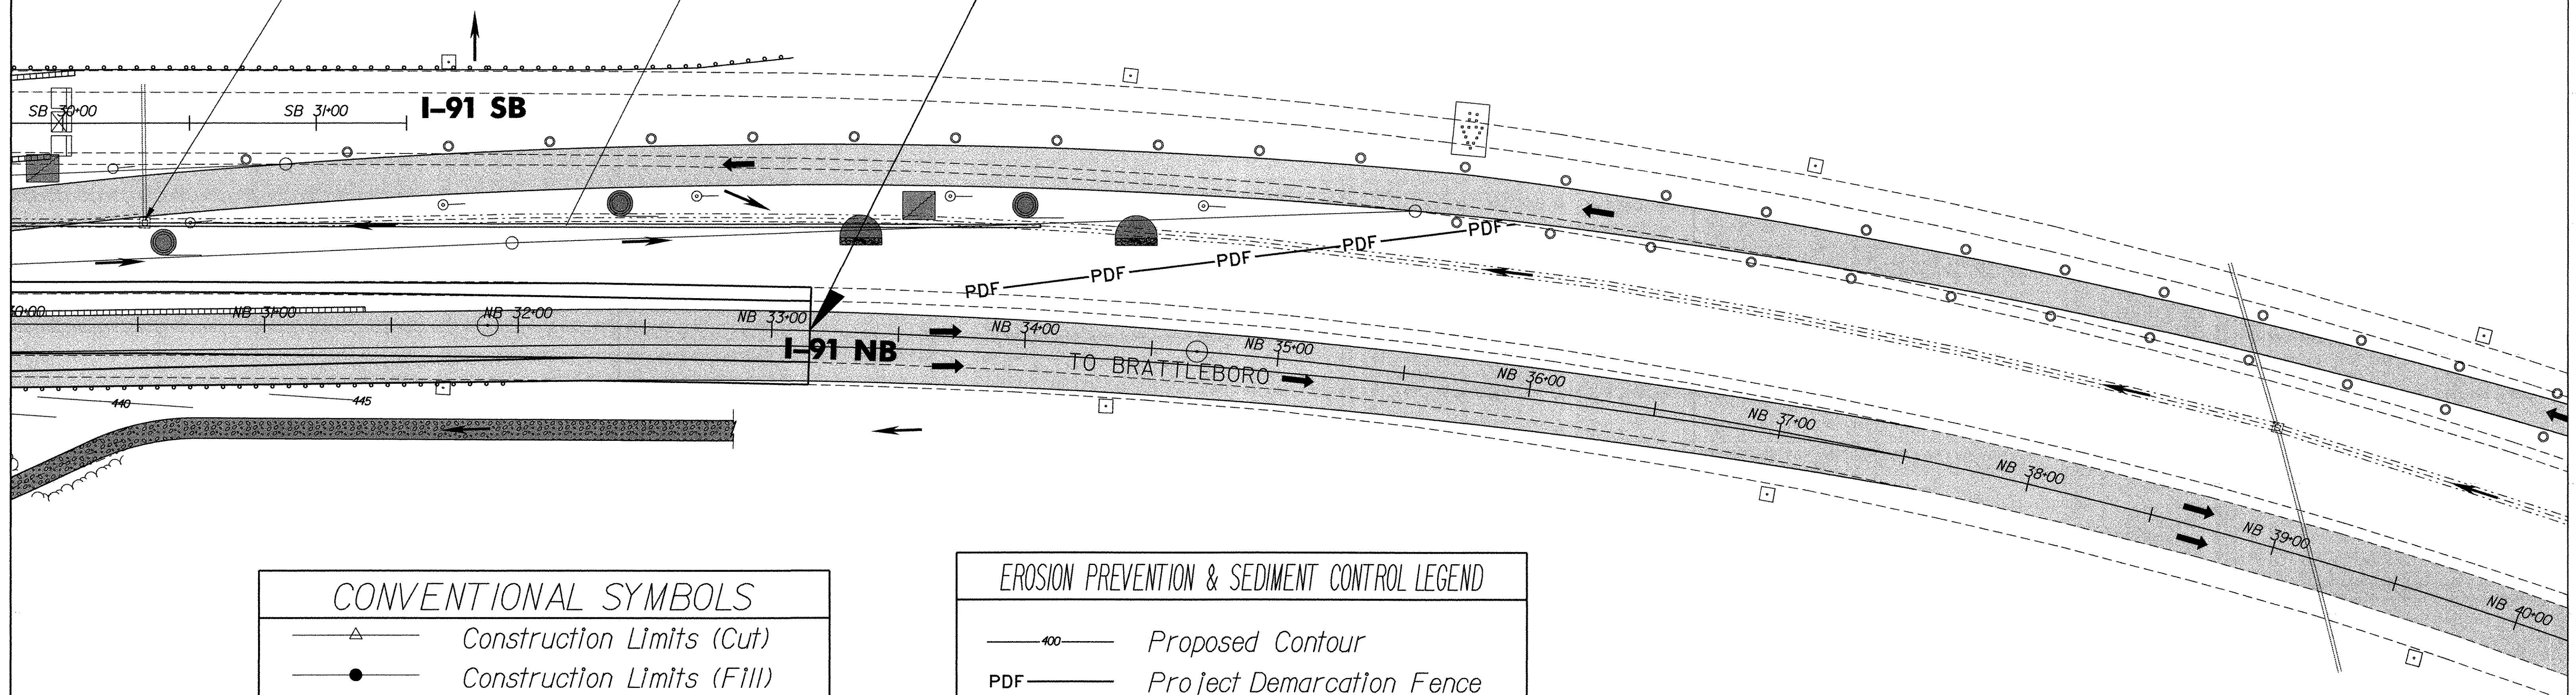 SB 30+00
SB 31+00
I-91 SB
PDF PDF PDF PDF PDF
30+00
NB 31+00
NB 32+00
NB 33+00
NB 34+00
NB 35+00
NB 36+00
NB 37+00
NB 38+00
NB 39+00
NB 40+00
I-91 NB
TO BRATTLEBORO
440
445
CONVENTIONAL SYMBOLS
Construction Limits (Cut)
Construction Limits (Fill)
EROSION PREVENTION & SEDIMENT CONTROL LEGEND
400 Proposed Contour
PDF Project Demarcation Fence